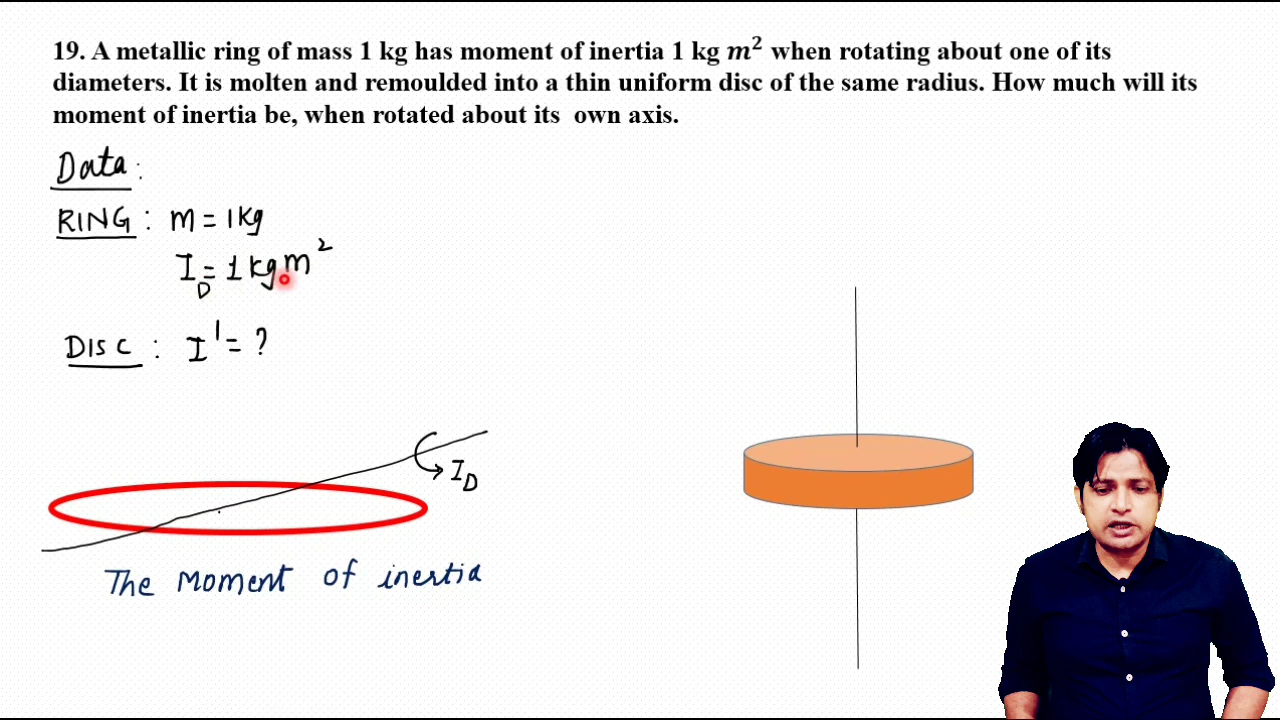 19. A metallic ring of mass 1 kg has moment of inertia 1 kg m² when rotating about one of its
diameters. It is molten and remoulded into a thin uniform disc of the same radius. How much will its
moment of inertia be, when rotated about its own axis.
Data:
RING: m = 1 kg
I_D = 1 kg m²
DISC: I' = ?
I_D
The Moment of inertia